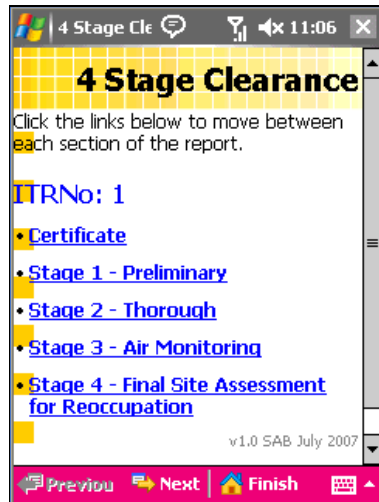 4 Stage Cle 11:06
4 Stage Clearance
Click the links below to move between
each section of the report.
ITRNo: 1
• Certificate
• Stage 1 - Preliminary
• Stage 2 - Thorough
• Stage 3 - Air Monitoring
• Stage 4 - Final Site Assessment
for Reoccupation
v1.0 SAB July 2007
Previou Next Finish